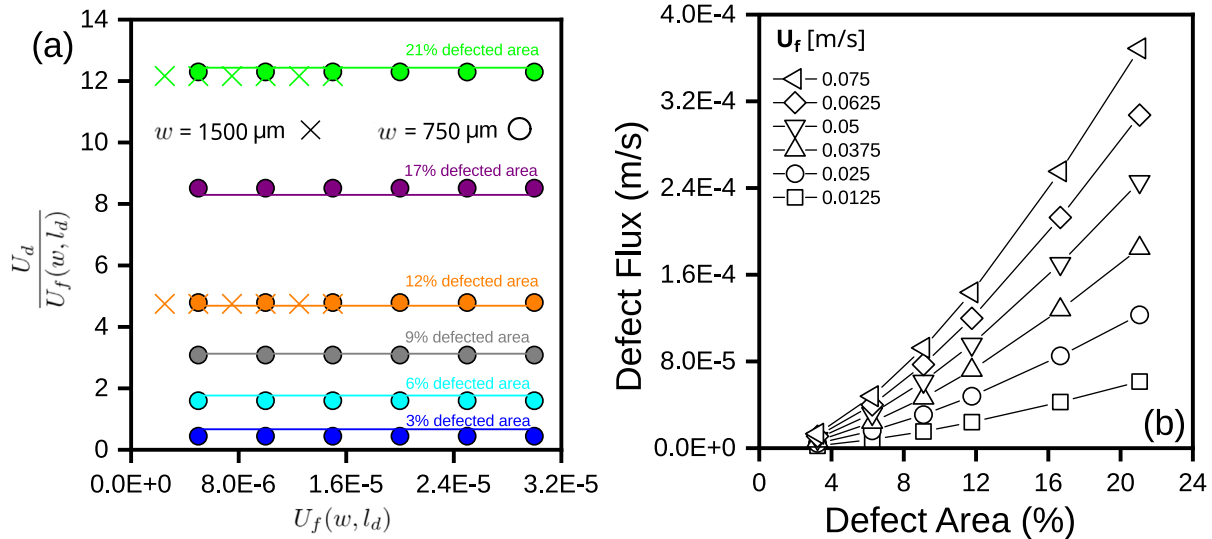 (a)
14
12
10
8
6
4
2
0
U_d
U_f(w, l_d)
21% defected area
w = 1500 μm
w = 750 μm
17% defected area
12% defected area
9% defected area
6% defected area
3% defected area
0.0E+0 8.0E-6 1.6E-5 2.4E-5 3.2E-5
U_f(w, l_d)
4.0E-4
3.2E-4
2.4E-4
1.6E-4
8.0E-5
0.0E+0
Defect Flux (m/s)
U_f [m/s]
0.075
0.0625
0.05
0.0375
0.025
0.0125
(b)
0 4 8 12 16 20 24
Defect Area (%)